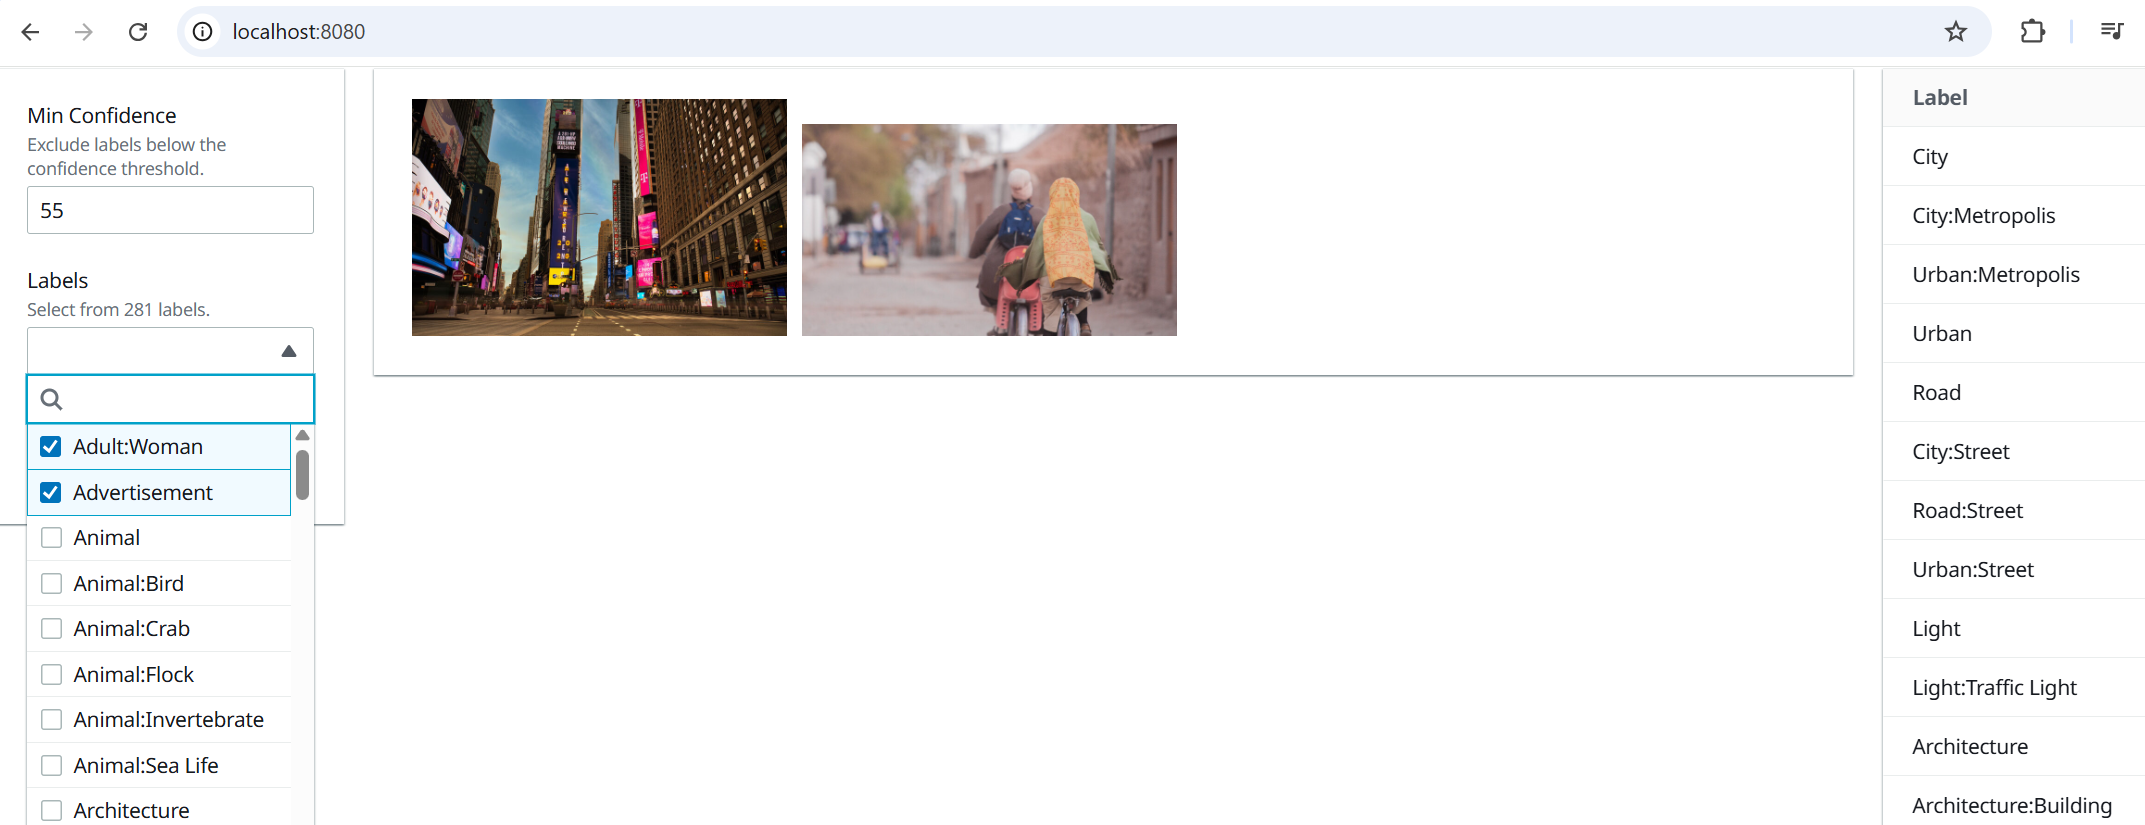 localhost:8080
Min Confidence
Exclude labels below the
confidence threshold.
55
Labels
Select from 281 labels.
Adult:Woman
Advertisement
Animal
Animal:Bird
Animal:Crab
Animal:Flock
Animal:Invertebrate
Animal:Sea Life
Architecture
Label
City
City:Metropolis
Urban:Metropolis
Urban
Road
City:Street
Road:Street
Urban:Street
Light
Light:Traffic Light
Architecture
Architecture:Building